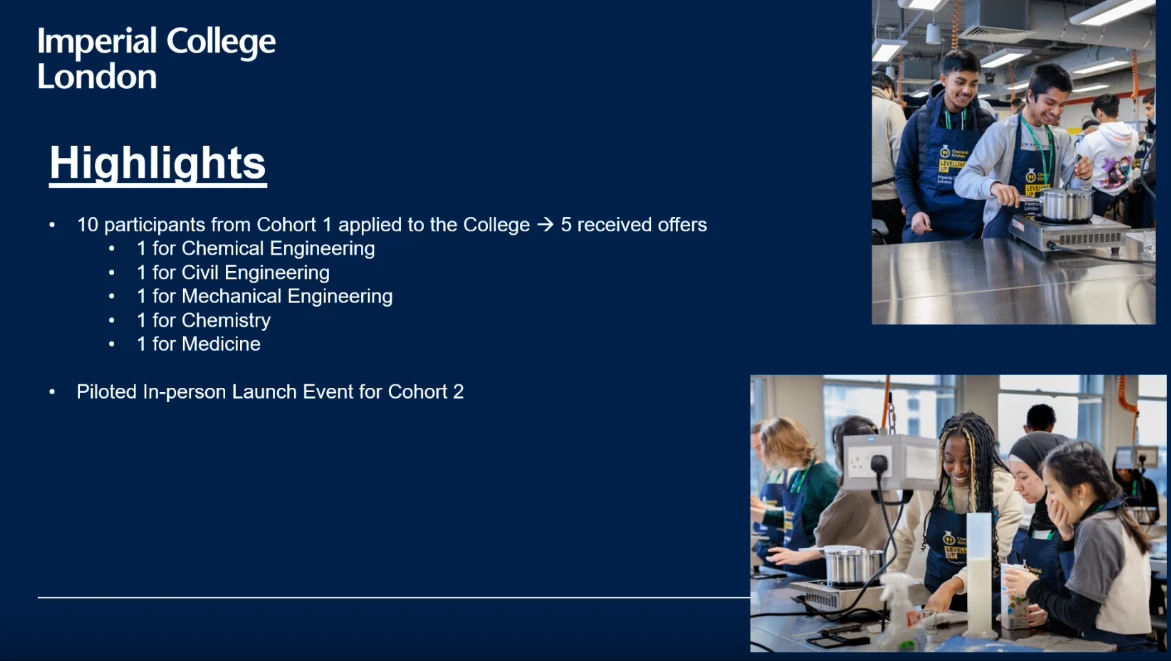 Imperial College
London
Highlights
• 10 participants from Cohort 1 applied to the College → 5 received offers
• 1 for Chemical Engineering
• 1 for Civil Engineering
• 1 for Mechanical Engineering
• 1 for Chemistry
• 1 for Medicine
• Piloted In-person Launch Event for Cohort 2